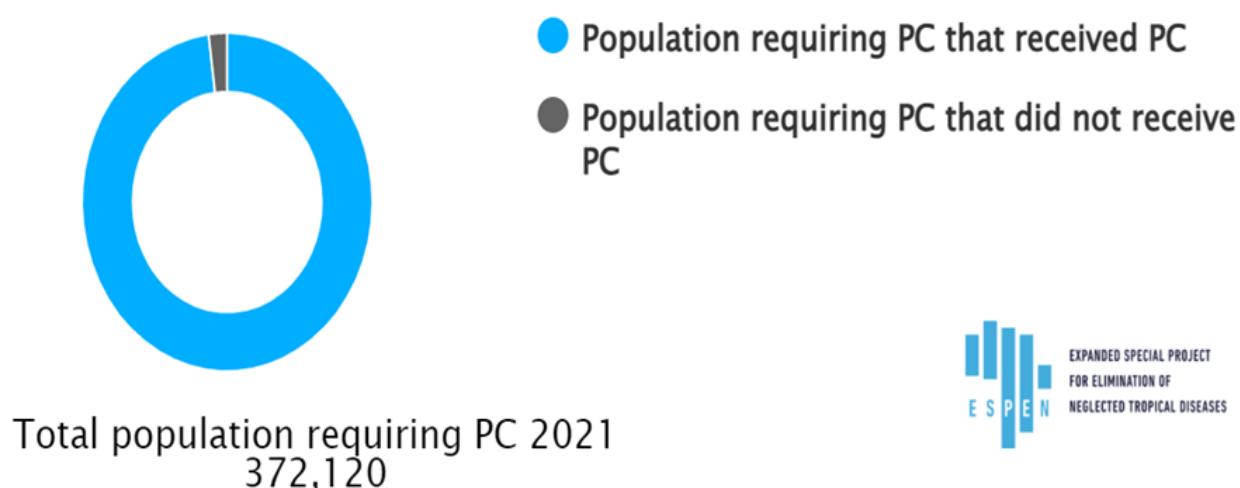 Population requiring PC that received PC
Population requiring PC that did not receive
PC
EXPANDED SPECIAL PROJECT
FOR ELIMINATION OF
NEGLECTED TROPICAL DISEASES
ESPEN
Total population requiring PC 2021
372,120